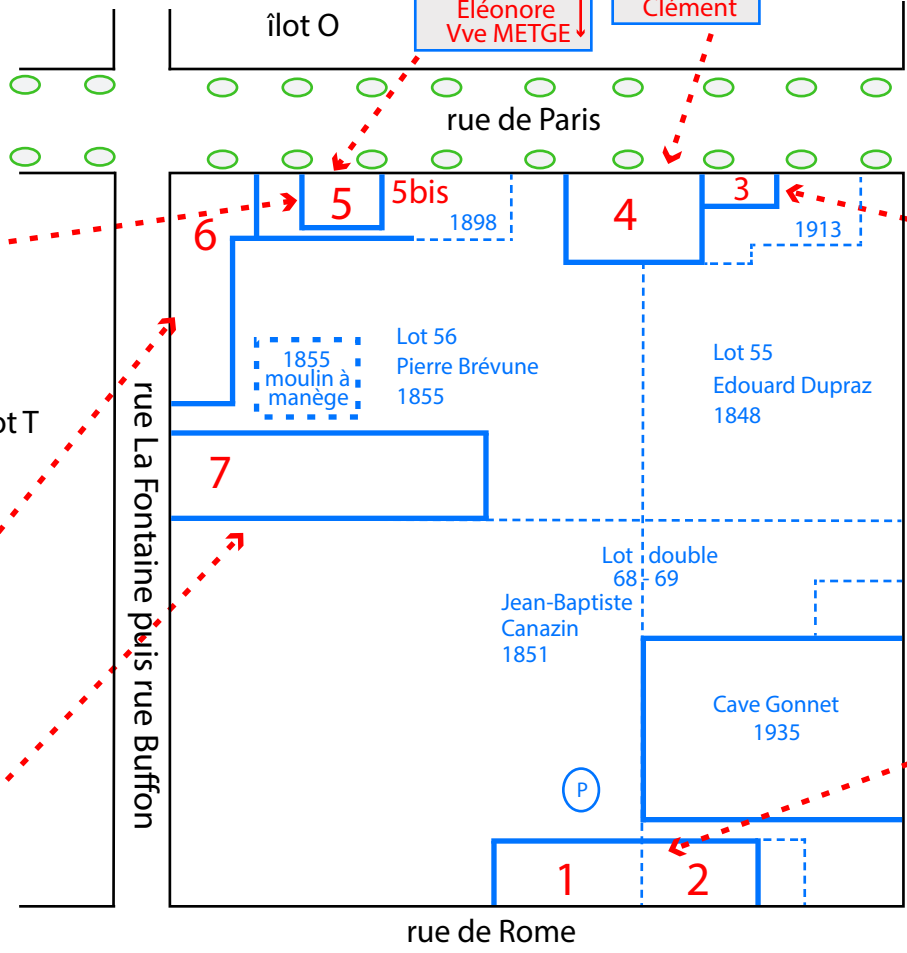 Eléonore
Vve METGE
Clément
îlot O
rue de Paris
5
5bis
1898
4
3
1913
6
1855
moulin à
manège
Lot 56
Pierre Brévune
1855
Lot 55
Edouard Dupraz
1848
rue La Fontaine puis rue Buffon
7
Lot double
68 - 69
Jean-Baptiste
Canazin
1851
Cave Gonnet
1935
P
1
2
rue de Rome